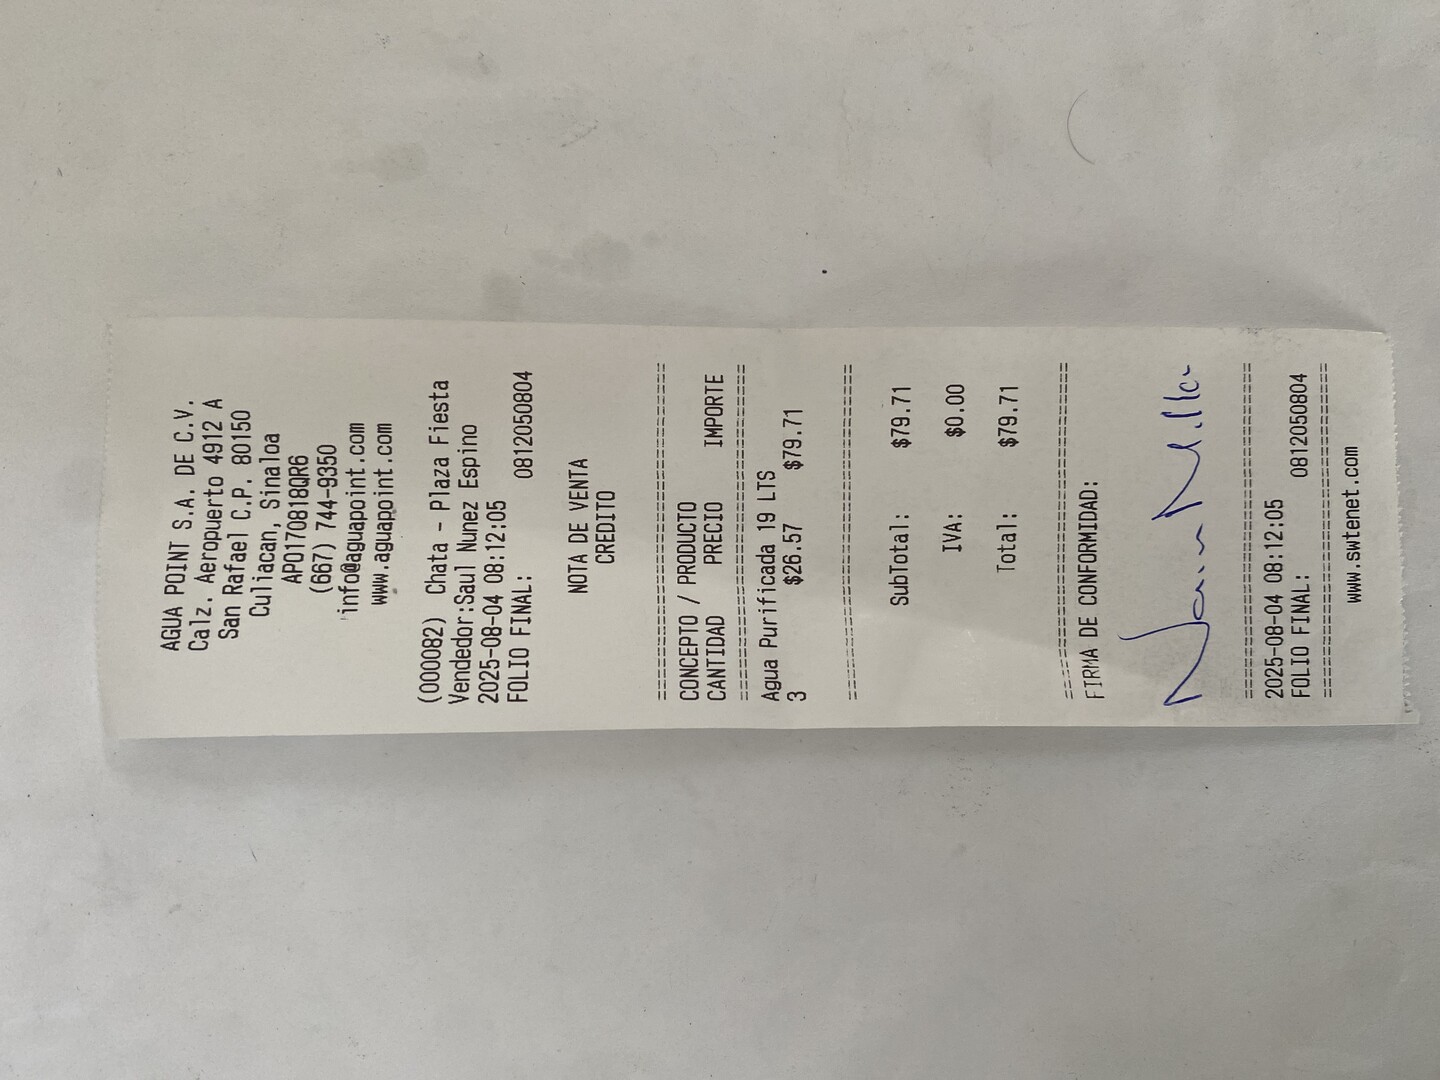 AGUA POINT S.A. DE C.V.
Calz. Aeropuerto 4912 A
San Rafael C.P. 80150
Culiacan, Sinaloa
APO170818QR6
(667) 744-9350
info@aguapoint.com
www.aguapoint.com
(000082) Chata - Plaza Fiesta
Vendedor:Saul Nunez Espino
2025-08-04 08:12:05
FOLIO FINAL: 0812050804
NOTA DE VENTA
CREDITO
CONCEPTO / PRODUCTO
CANTIDAD PRECIO IMPORTE
Agua Purificada 19 LTS
3 $26.57 $79.71
SubTotal: $79.71
IVA: $0.00
Total: $79.71
FIRMA DE CONFORMIDAD:
2025-08-04 08:12:05
FOLIO FINAL: 0812050804
www.swtenet.com